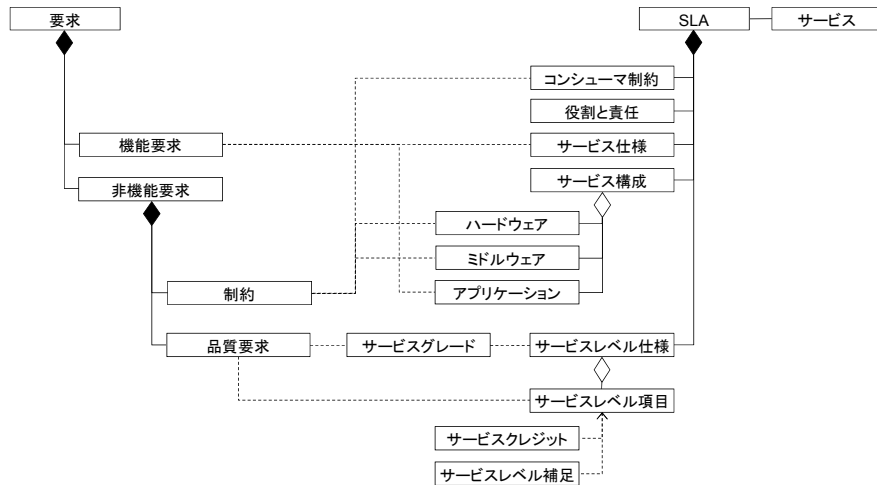 要求
SLA
サービス
コンシューマ制約
役割と責任
機能要求
サービス仕様
サービス構成
非機能要求
ハードウェア
ミドルウェア
制約
アプリケーション
品質要求
サービスグレード
サービスレベル仕様
サービスレベル項目
サービスクレジット
サービスレベル補足